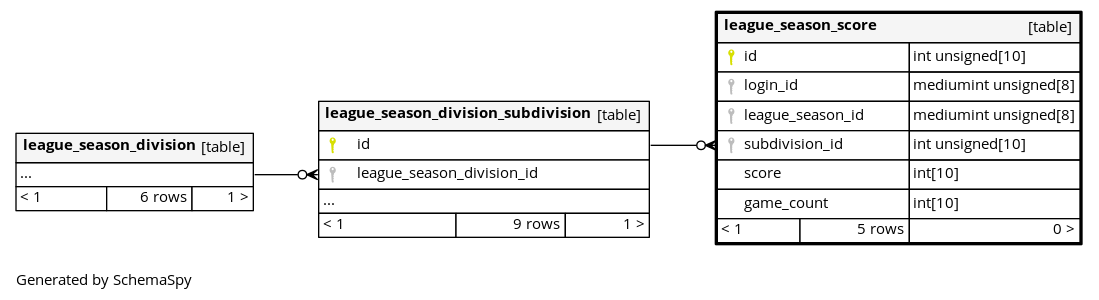 league_season_division [table]
...
< 1 6 rows 1 >
league_season_division_subdivision [table]
id
league_season_division_id
...
< 1 9 rows 1 >
league_season_score [table]
id int unsigned[10]
login_id mediumint unsigned[8]
league_season_id mediumint unsigned[8]
subdivision_id int unsigned[10]
score int[10]
game_count int[10]
< 1 5 rows 0 >
Generated by SchemaSpy